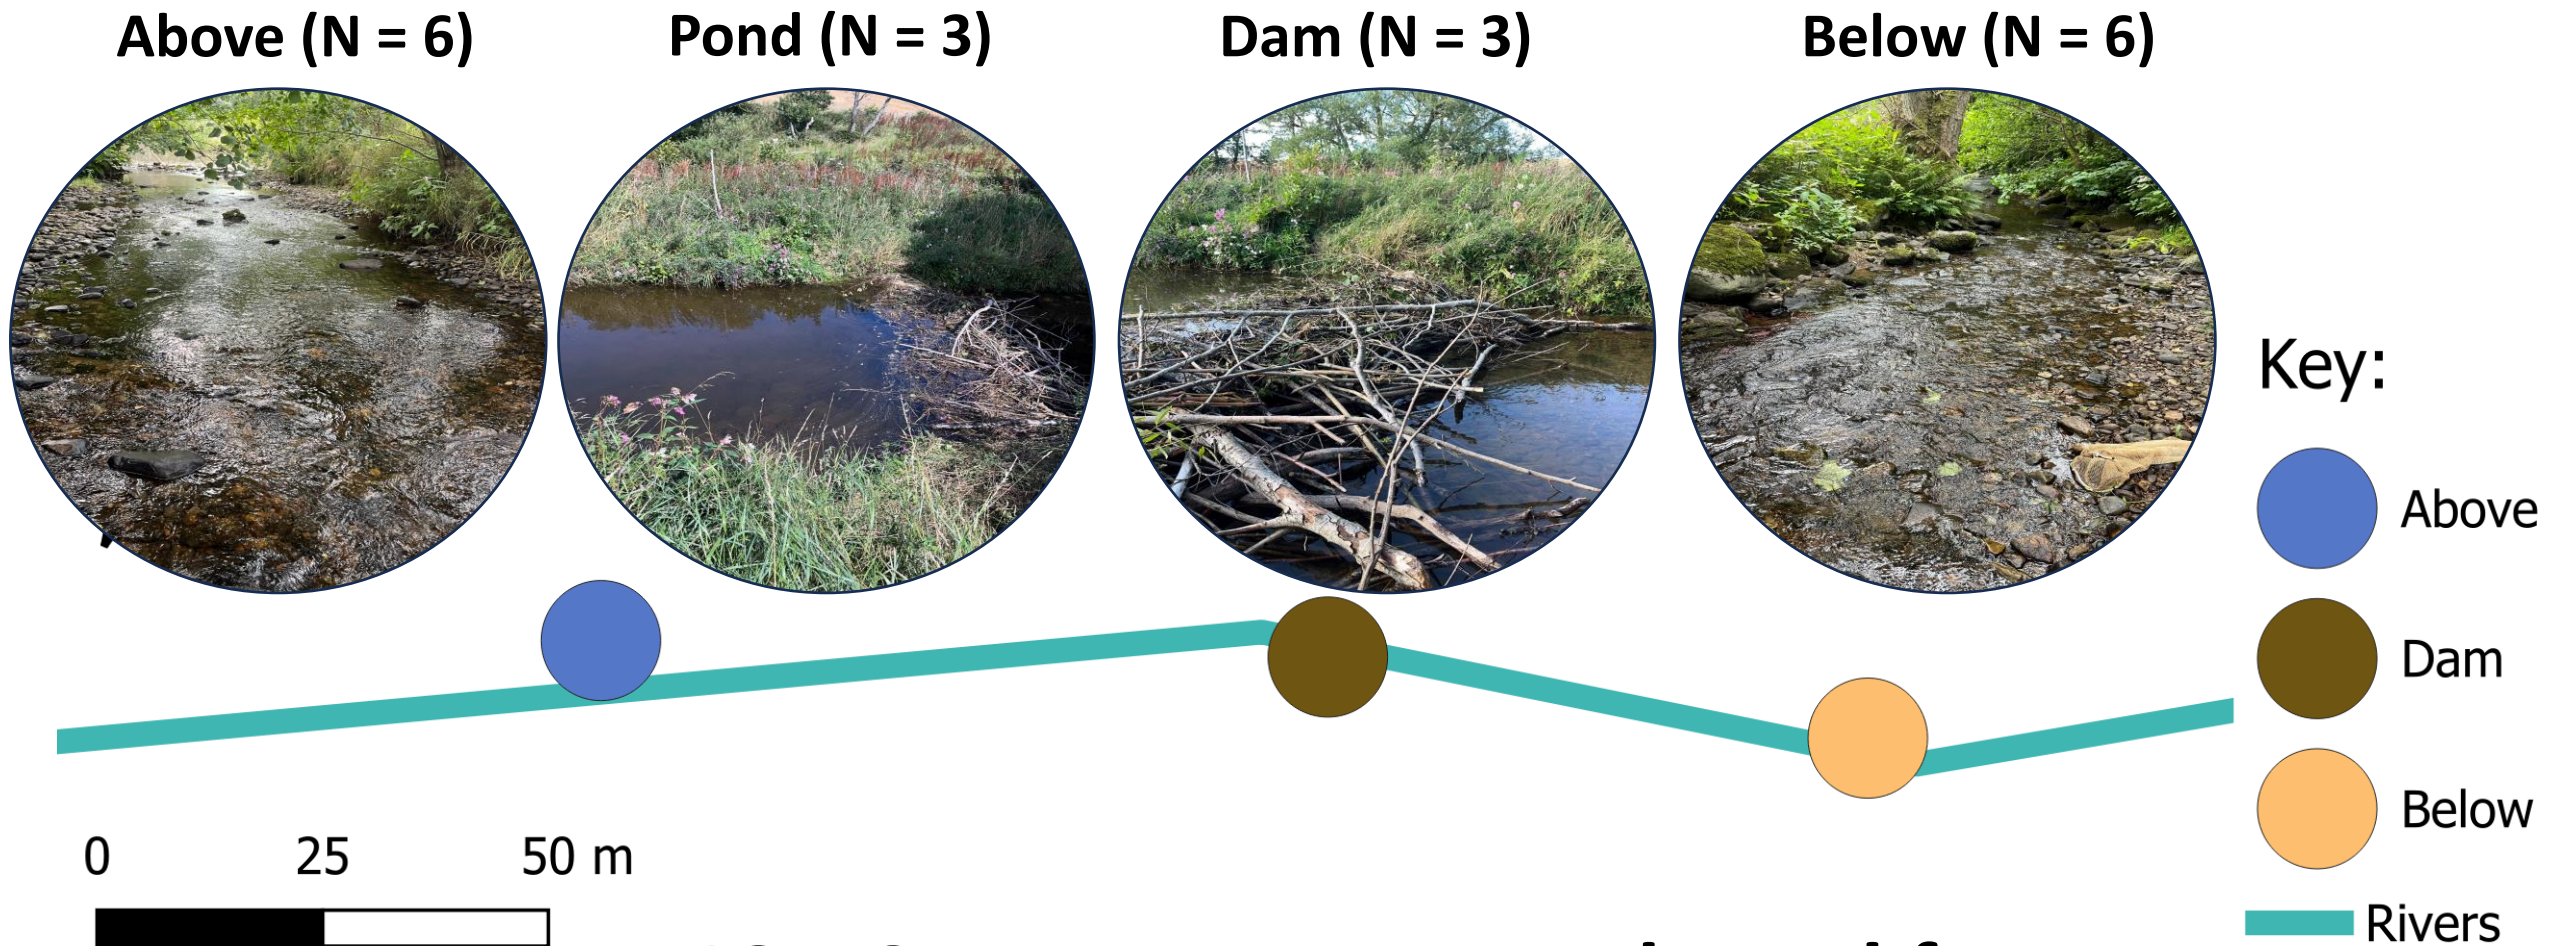 Above (N = 6)
Pond (N = 3)
Dam (N = 3)
Below (N = 6)
Key:
Above
Dam
Below
Rivers
0 25 50 m